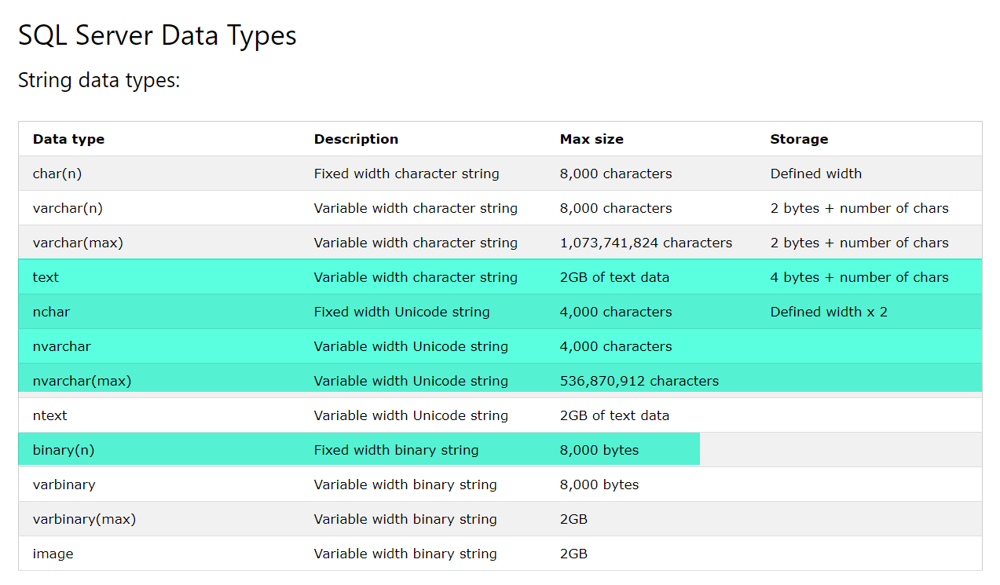 SQL Server Data Types
String data types:
Data type Description Max size Storage
char(n) Fixed width character string 8,000 characters Defined width
varchar(n) Variable width character string 8,000 characters 2 bytes + number of chars
varchar(max) Variable width character string 1,073,741,824 characters 2 bytes + number of chars
text Variable width character string 2GB of text data 4 bytes + number of chars
nchar Fixed width Unicode string 4,000 characters Defined width x 2
nvarchar Variable width Unicode string 4,000 characters
nvarchar(max) Variable width Unicode string 536,870,912 characters
ntext Variable width Unicode string 2GB of text data
binary(n) Fixed width binary string 8,000 bytes
varbinary Variable width binary string 8,000 bytes
varbinary(max) Variable width binary string 2GB
image Variable width binary string 2GB